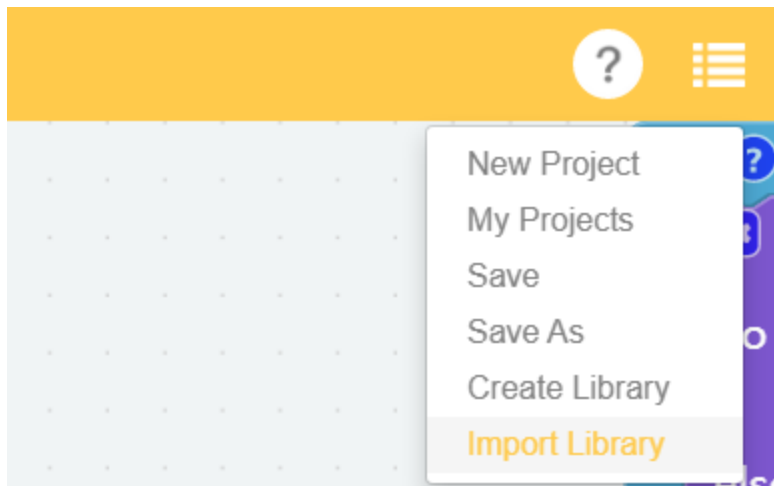 ?
New Project
?
My Projects
Save
Save As
Create Library
Import Library